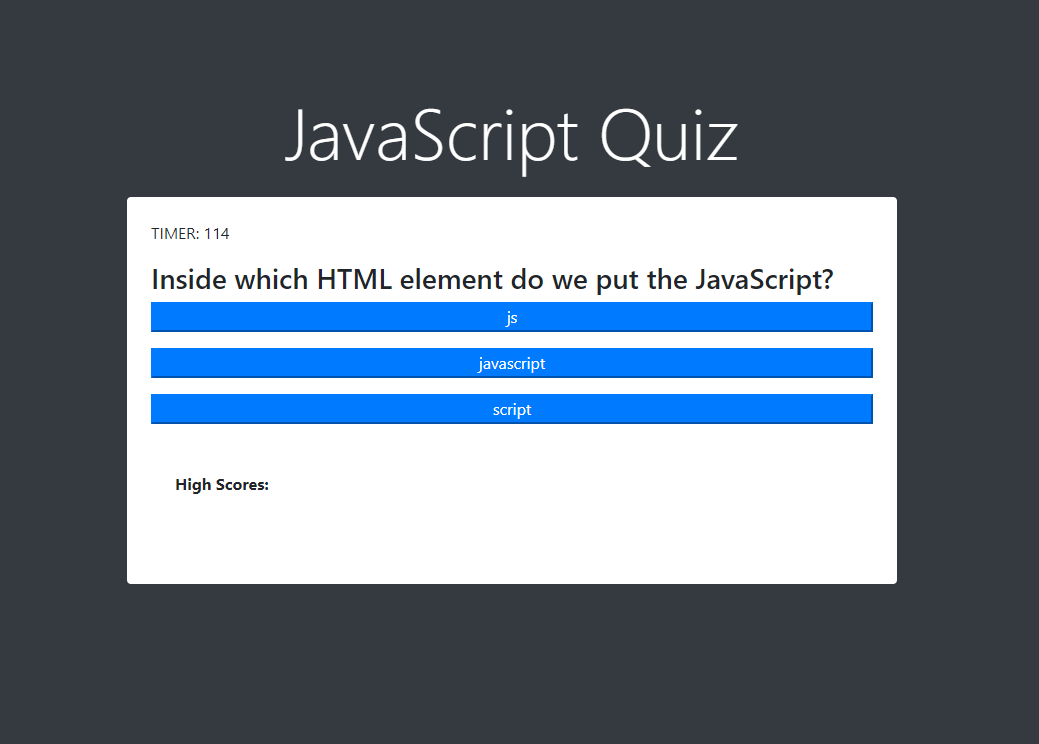 JavaScript Quiz
TIMER: 114
Inside which HTML element do we put the JavaScript?
js
javascript
script
High Scores: